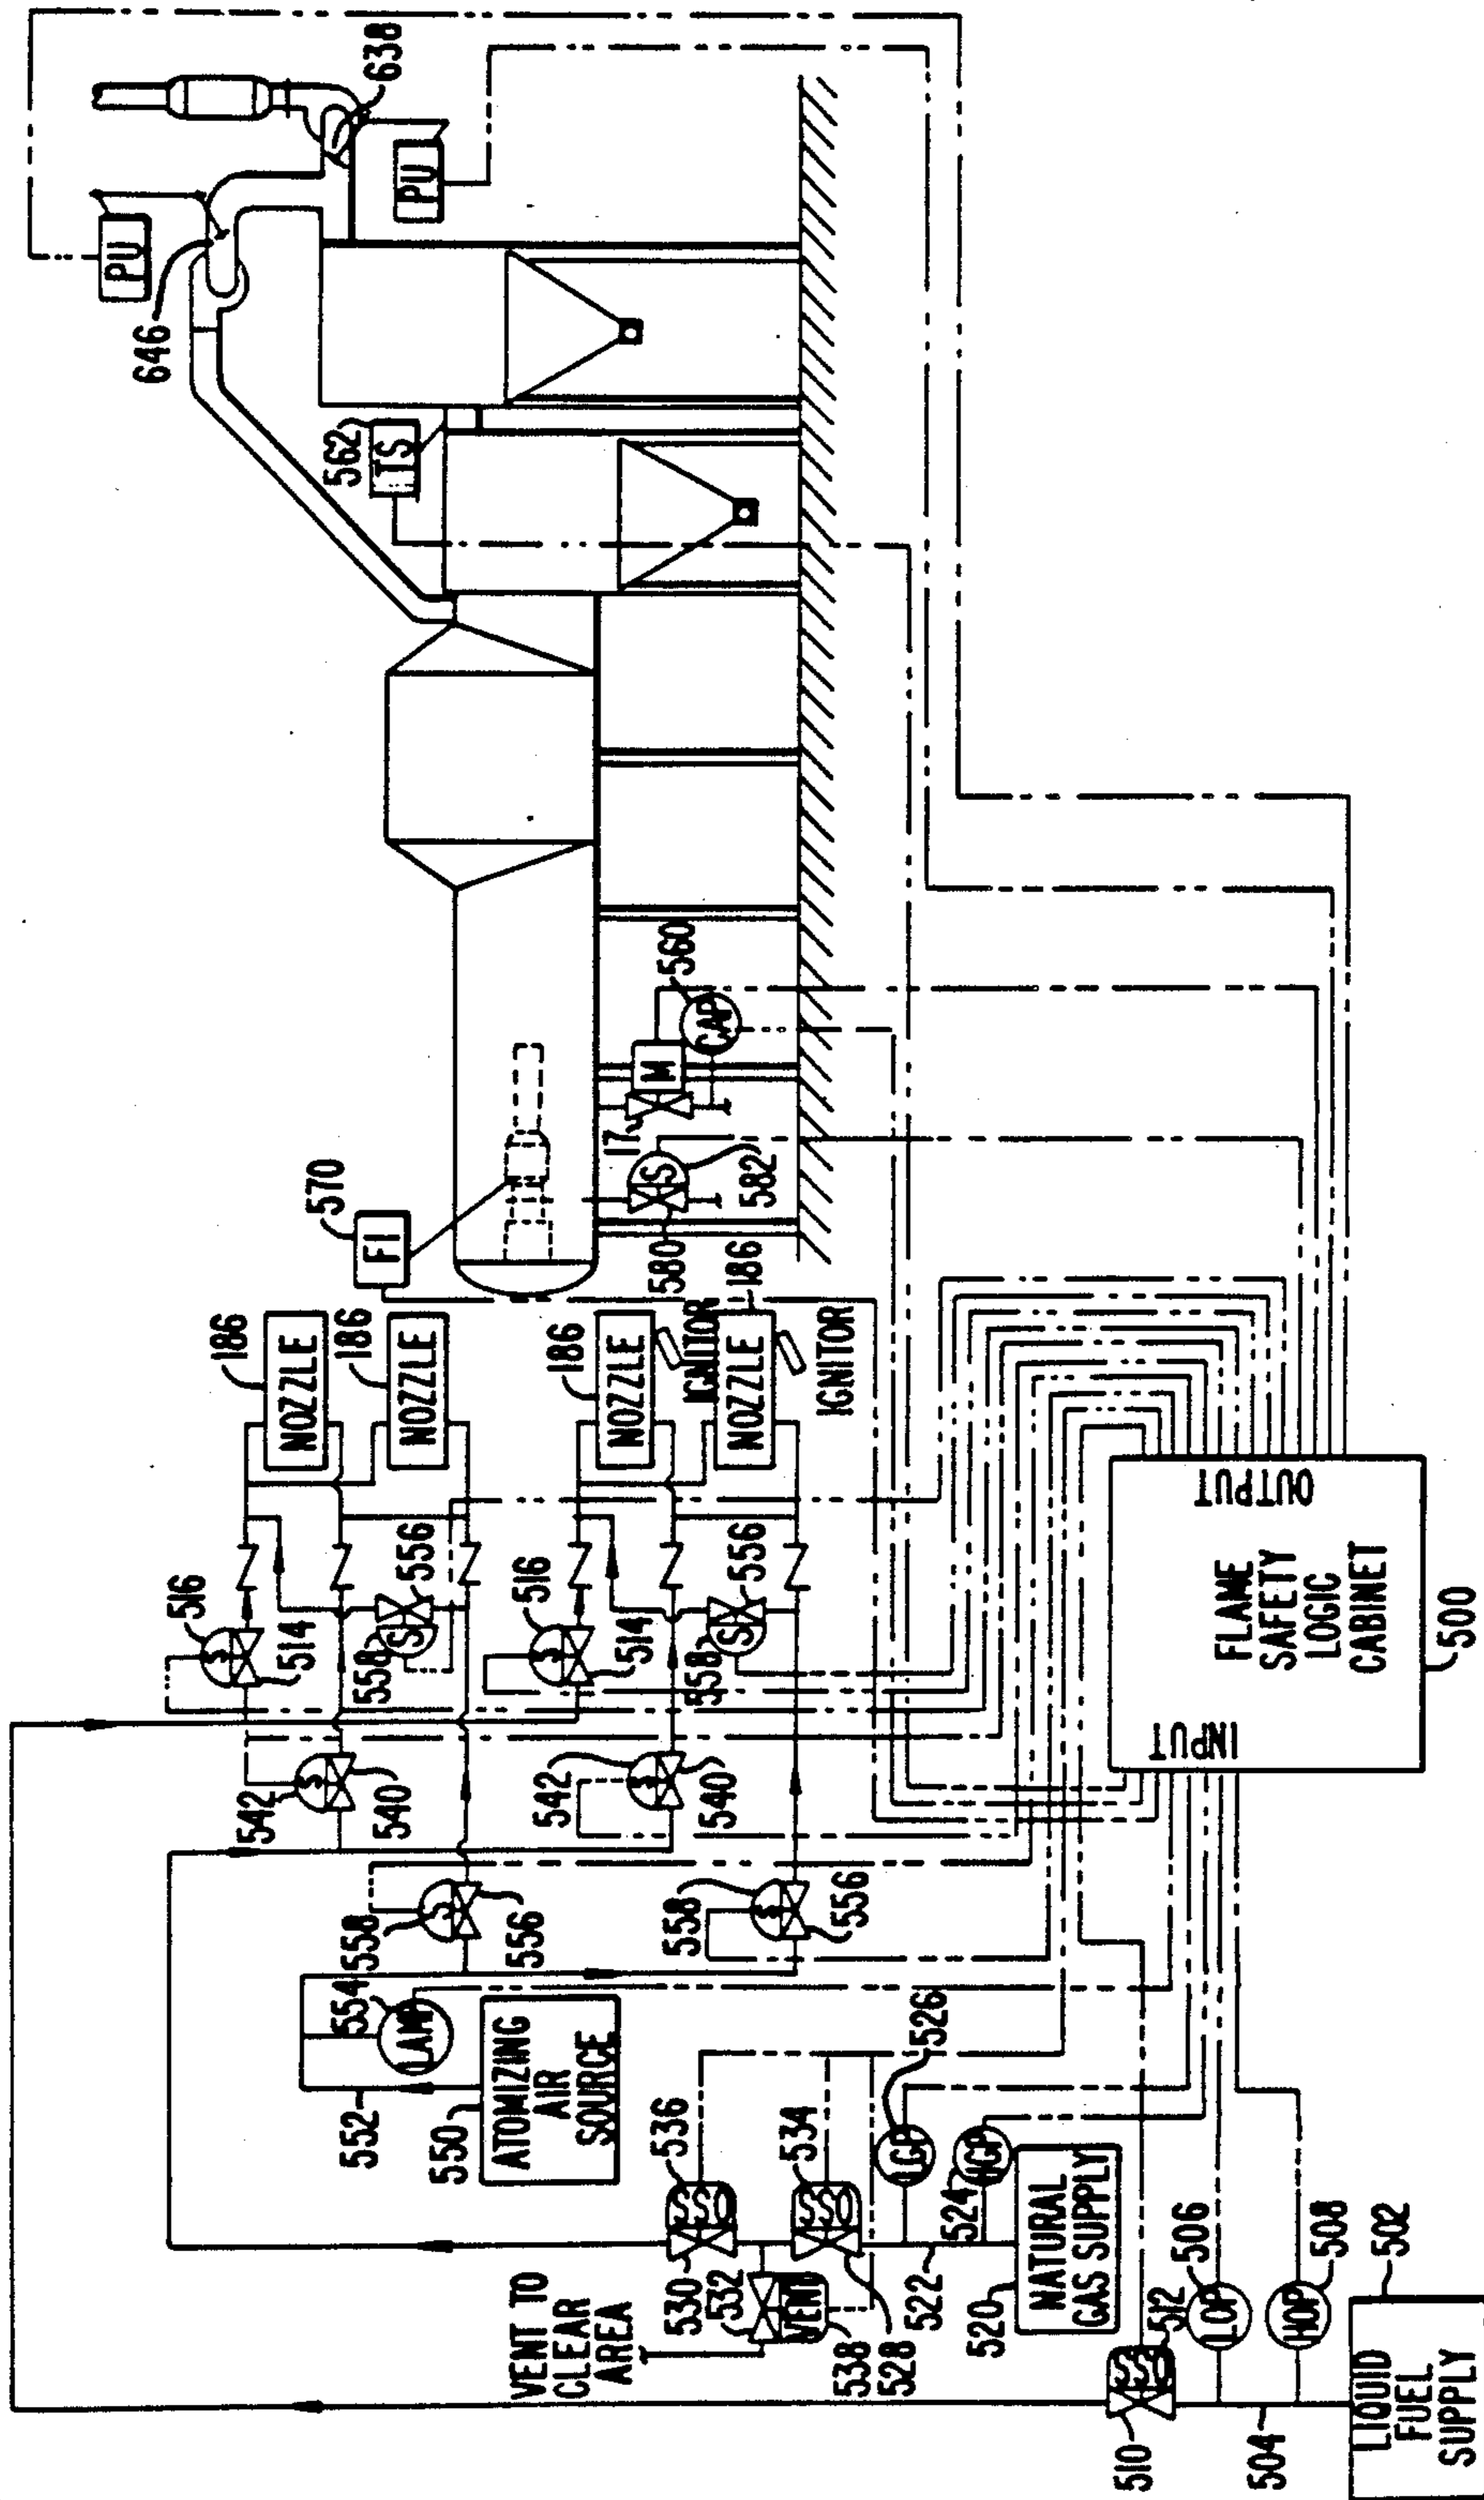 LIQUID
FUEL
SUPPLY
502
504
510
SSO
512
LOP
506
HOP
508
NATURAL
GAS SUPPLY
520
522
HGP
524
LGP
526
528
SSO
534
VENT
538
532
530
SSO
536
VENT TO
CLEAR
AREA
ATOMIZING
AIR
SOURCE
550
552
554
S
558
556
S
558
556
S
542
540
S
542
540
S
516
514
S
516
514
S
558
556
S
558
556
NOZZLE
186
NOZZLE
186
NOZZLE
186
IGNITOR
NOZZLE
186
IGNITOR
FLAME
SAFETY
LOGIC
CABINET
500
INPUT
OUTPUT
FI
570
580
S
582
117
M
CAP
560
TS
562
646
PU
PU
638